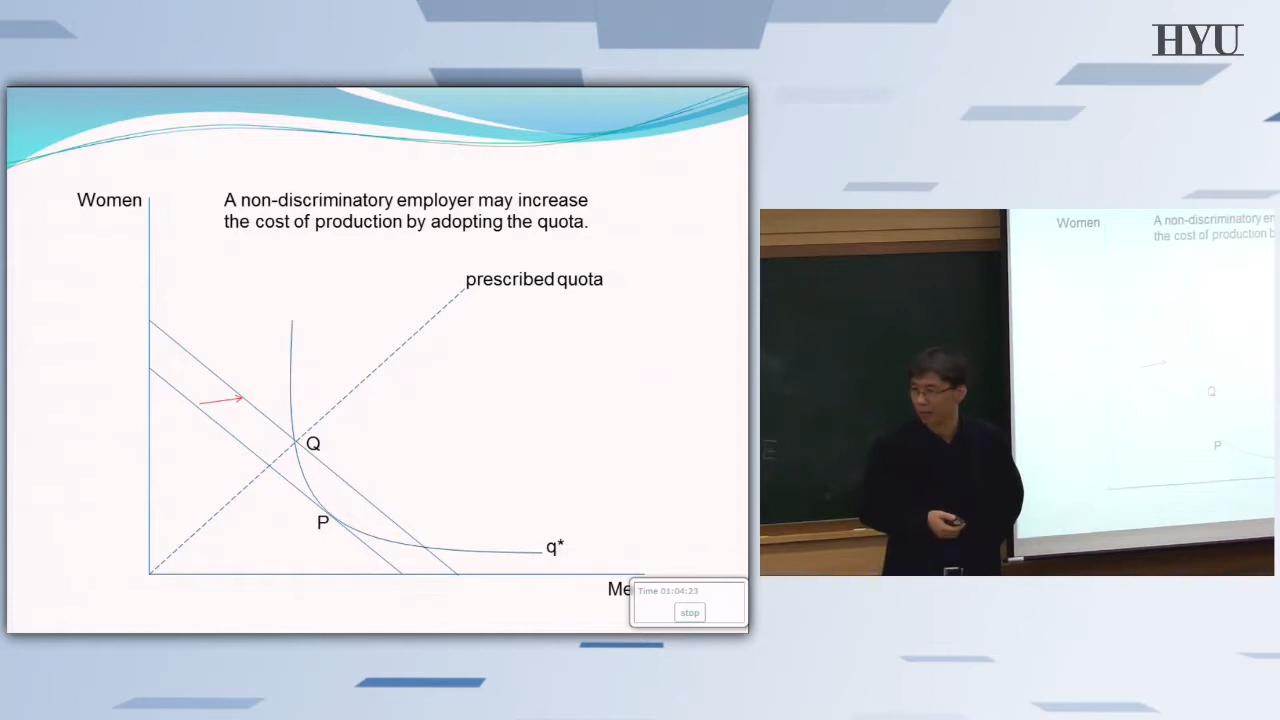 HYU
Women
A non-discriminatory employer may increase
the cost of production by adopting the quota.
prescribed quota
Q
P
q*
Me
Time 01:04:23
stop
Women
A non-discriminatory en
the cost of production b
Q
P